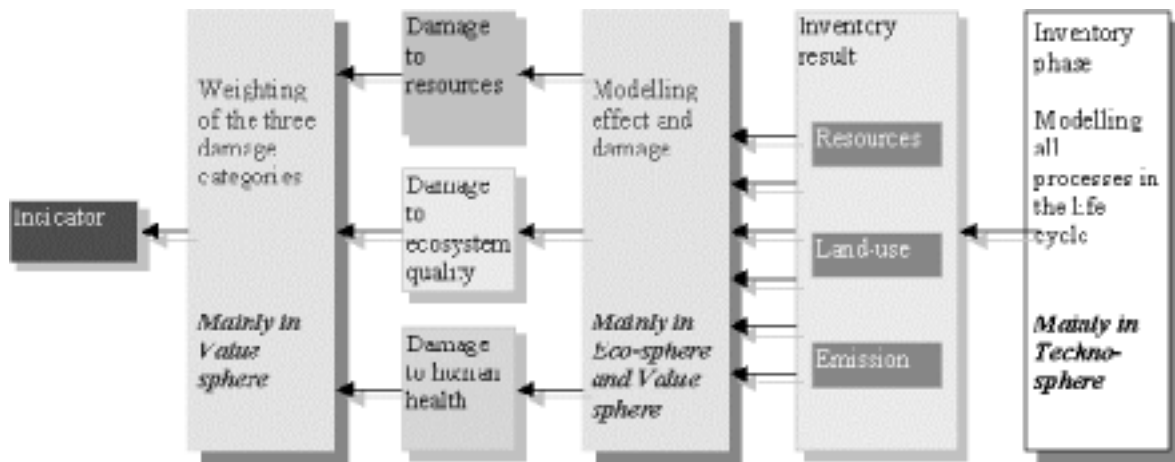 Indicator
Weighting
of the three
damage
categories
Mainly in
Value
sphere
Damage
to
resources
Damage
to
ecosystem
quality
Damage
to human
health
Modelling
effect and
damage
Mainly in
Eco-sphere
and Value
sphere
Inventory
result
Resources
Land-use
Emission
Inventory
phase
Modelling
all
processes in
the life
cycle
Mainly in
Techno-
sphere